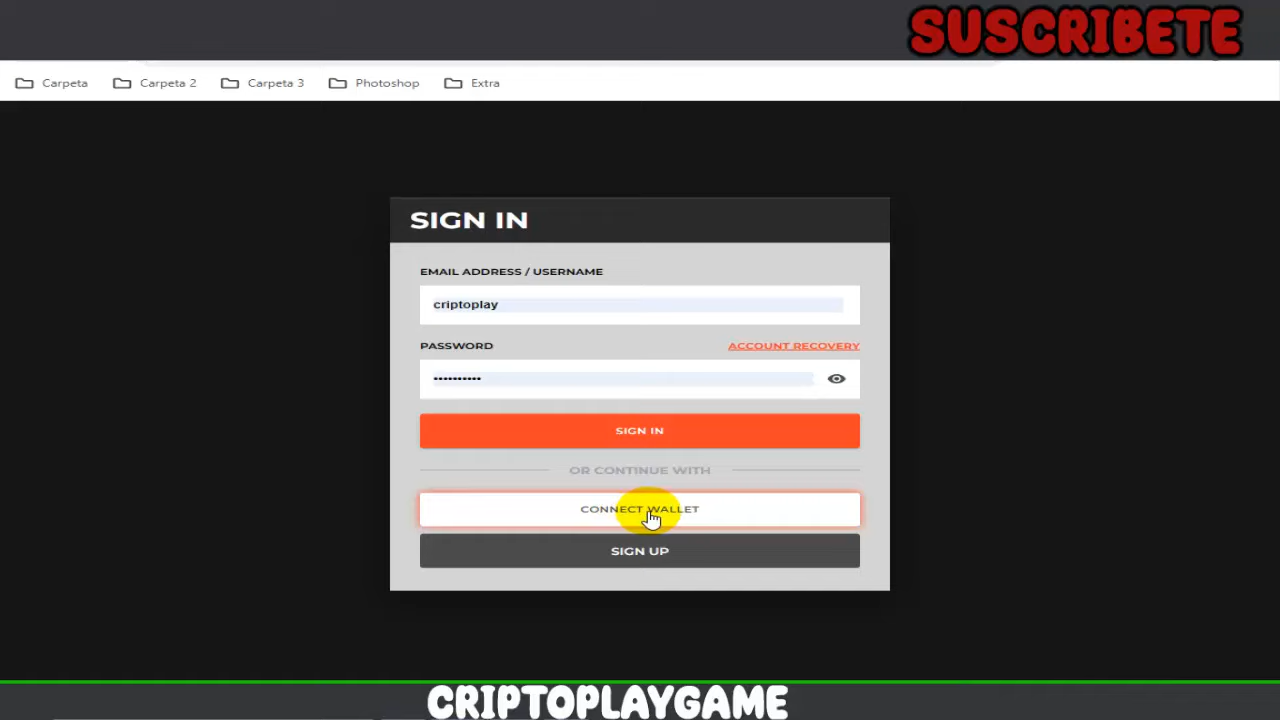 SUSCRIBETE
Carpeta Carpeta 2 Carpeta 3 Photoshop Extra
SIGN IN
EMAIL ADDRESS / USERNAME
criptoplay
PASSWORD ACCOUNT RECOVERY
••••••••••
SIGN IN
OR CONTINUE WITH
CONNECT WALLET
SIGN UP
CRIPTOPLAYGAME